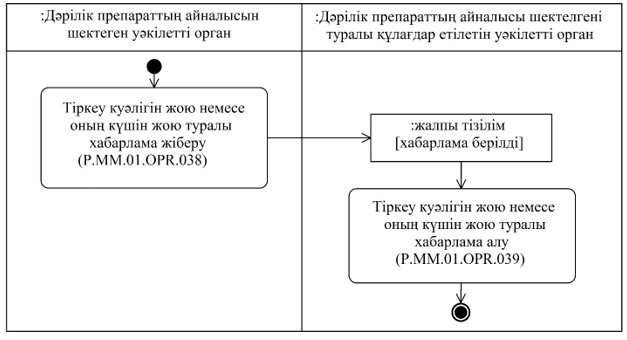 :Дәрілік препараттың айналысын
шектеген уәкілетті орган
:Дәрілік препараттың айналысы шектелгені
туралы құлағдар етілетін уәкілетті орган
Тіркеу куәлігін жою немесе
оның күшін жою туралы
хабарлама жіберу
(P.MM.01.OPR.038)
:жалпы тізілім
[хабарлама берілді]
Тіркеу куәлігін жою немесе
оның күшін жою туралы
хабарлама алу
(P.MM.01.OPR.039)